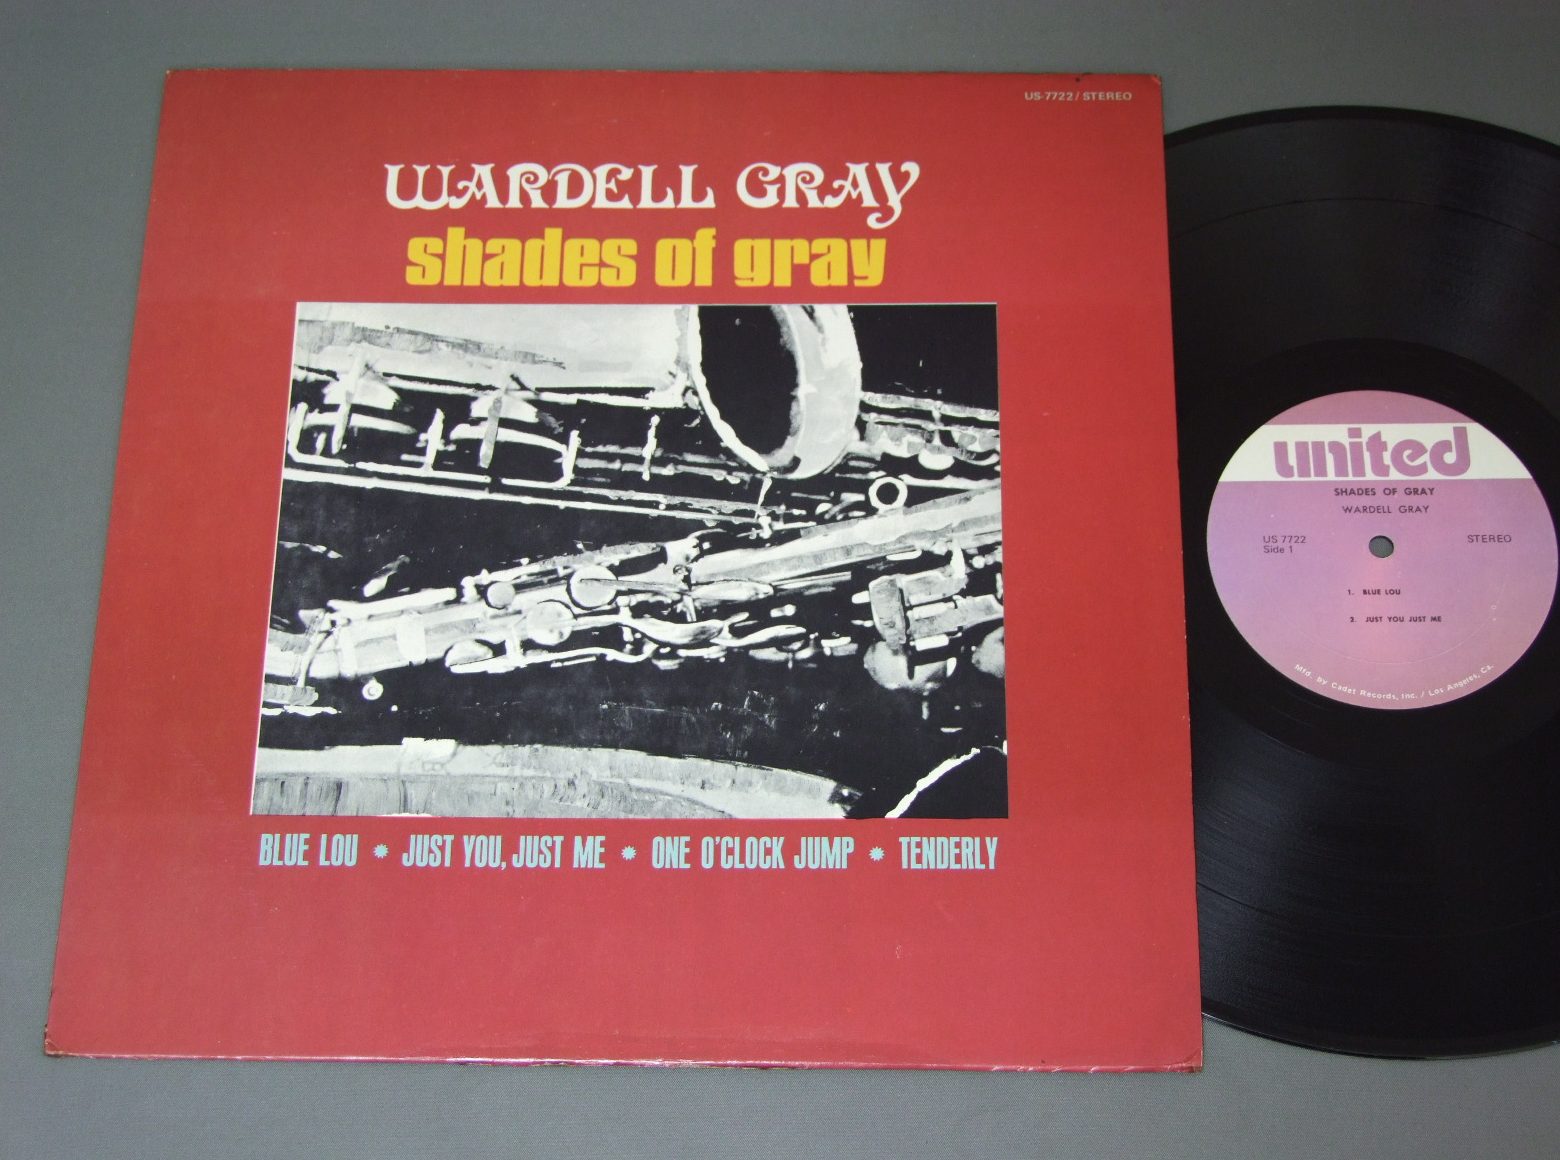 US-7722/STEREO
WARDELL GRAY
shades of gray
BLUE LOU * JUST YOU, JUST ME * ONE O'CLOCK JUMP * TENDERLY
united
SHADES OF GRAY
WARDELL GRAY
US 7722
Side 1
STEREO
1. BLUE LOU
2. JUST YOU JUST ME
Mfd. by Cadet Records, Inc. / Los Angeles, Ca.